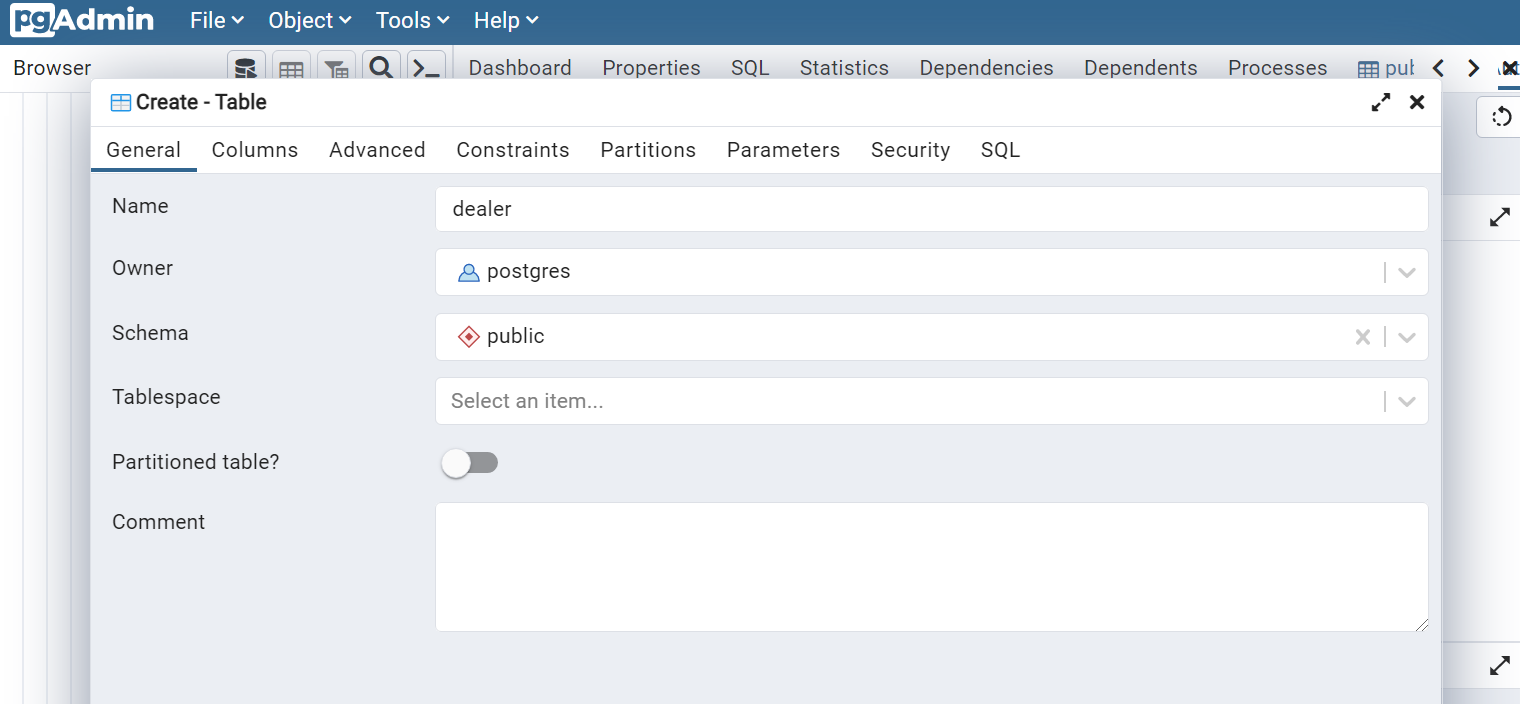 pgAdmin File Object Tools Help
Browser Dashboard Properties SQL Statistics Dependencies Dependents Processes
Create - Table
General Columns Advanced Constraints Partitions Parameters Security SQL
Name dealer
Owner postgres
Schema public
Tablespace Select an item...
Partitioned table?
Comment